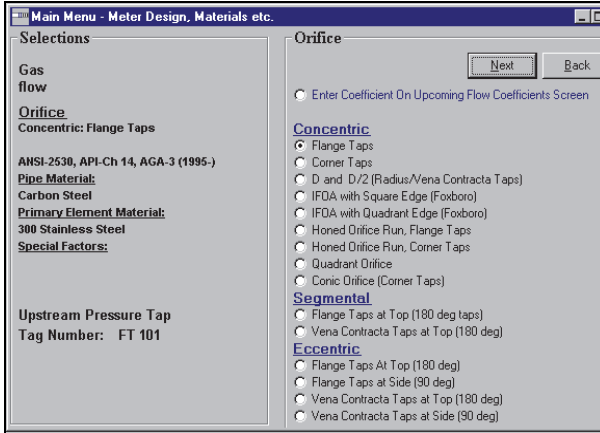 Main Menu - Meter Design, Materials etc.
Selections
Gas
flow
Orifice
Concentric: Flange Taps
ANSI-2530, API-Ch 14, AGA-3 (1995-)
Pipe Material:
Carbon Steel
Primary Element Material:
300 Stainless Steel
Special Factors:
Upstream Pressure Tap
Tag Number: FT 101
Orifice
Next
Back
Enter Coefficient On Upcoming Flow Coefficients Screen
Concentric
Flange Taps
Corner Taps
D and D/2 (Radius/Vena Contracta Taps)
IFOA with Square Edge (Foxboro)
IFOA with Quadrant Edge (Foxboro)
Honed Orifice Run, Flange Taps
Honed Orifice Run, Corner Taps
Quadrant Orifice
Conic Orifice (Corner Taps)
Segmental
Flange Taps at Top (180 deg taps)
Vena Contracta Taps at Top (180 deg)
Eccentric
Flange Taps At Top (180 deg)
Flange Taps at Side (90 deg)
Vena Contracta Taps at Top (180 deg)
Vena Contracta Taps at Side (90 deg)